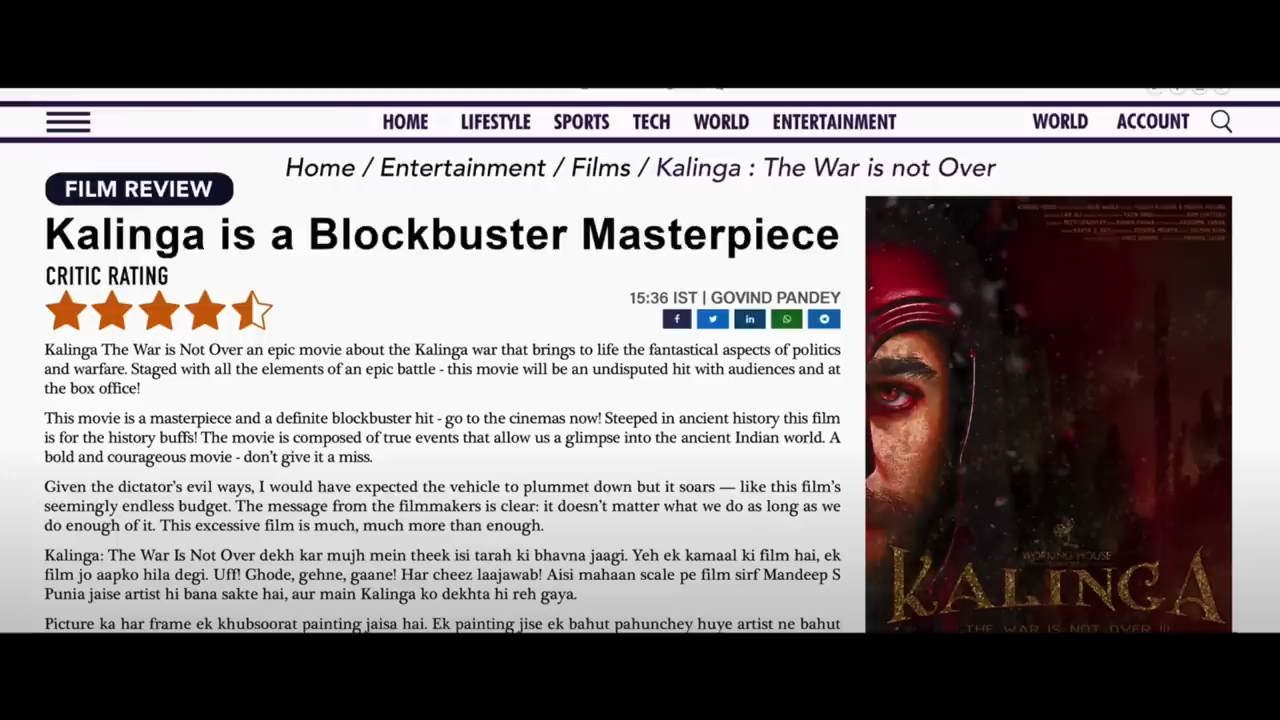 HOME LIFESTYLE SPORTS TECH WORLD ENTERTAINMENT WORLD ACCOUNT
Home / Entertainment / Films / Kalinga : The War is not Over
FILM REVIEW
Kalinga is a Blockbuster Masterpiece
CRITIC RATING
15:36 IST | GOVIND PANDEY
Kalinga The War is Not Over an epic movie about the Kalinga war that brings to life the fantastical aspects of politics
and warfare. Staged with all the elements of an epic battle - this movie will be an undisputed hit with audiences and at
the box office!
This movie is a masterpiece and a definite blockbuster hit - go to the cinemas now! Steeped in ancient history this film
is for the history buffs! The movie is composed of true events that allow us a glimpse into the ancient Indian world. A
bold and courageous movie - don't give it a miss.
Given the dictator's evil ways, I would have expected the vehicle to plummet down but it soars — like this film's
seemingly endless budget. The message from the filmmakers is clear: it doesn't matter what we do as long as we
do enough of it. This excessive film is much, much more than enough.
Kalinga: The War Is Not Over dekh kar mujh mein theek isi tarah ki bhavna jaagi. Yeh ek kamaal ki film hai, ek
film jo aapko hila degi. Uff! Ghode, gehne, gaane! Har cheez laajawab! Aisi mahaan scale pe film sirf Mandeep S
Punia jaise artist hi bana sakte hai, aur main Kalinga ko dekhta hi reh gaya.
Picture ka har frame ek khubsoorat painting jaisa hai. Ek painting jise ek bahut pahunchey huye artist ne bahut
WORKING HOUSE
KALINGA
THE WAR IS NOT OVER !!!